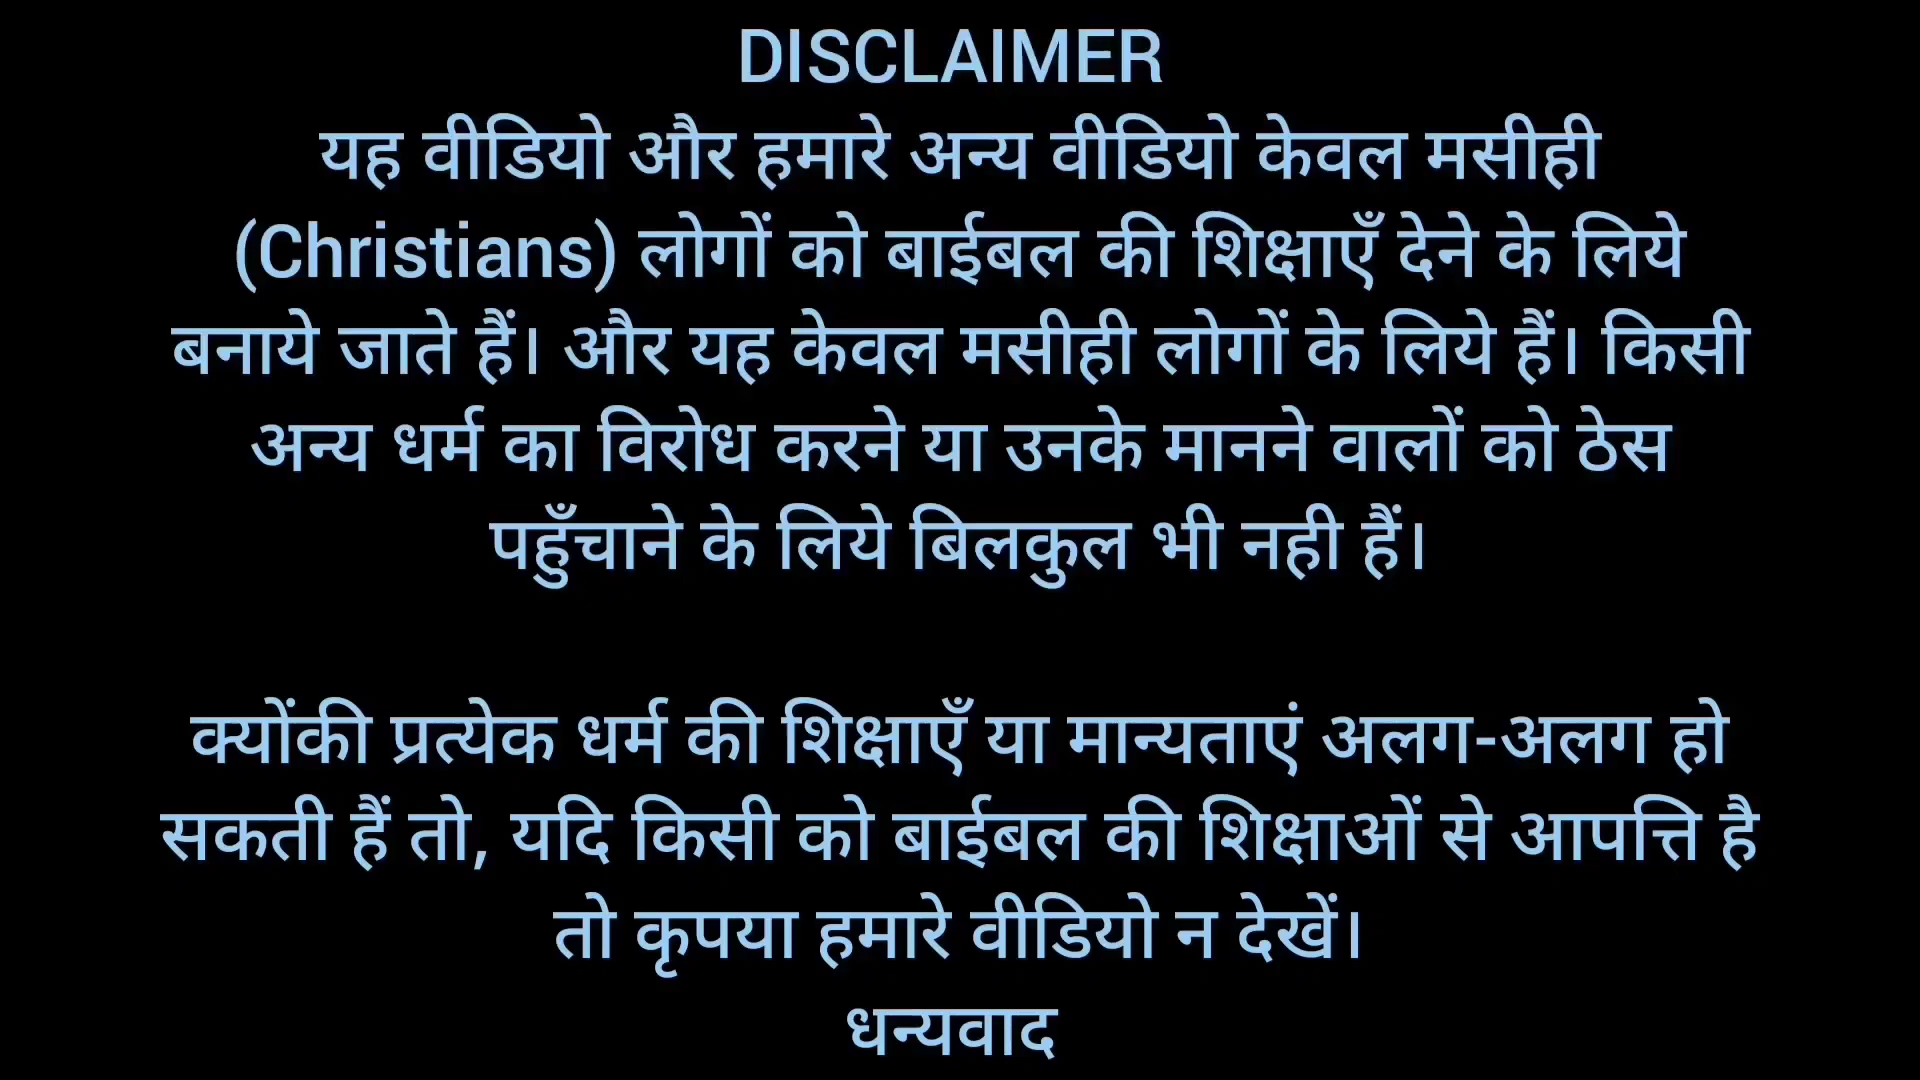 DISCLAIMER
यह वीडियो और हमारे अन्य वीडियो केवल मसीही
(Christians) लोगों को बाईबल की शिक्षाएँ देने के लिये
बनाये जाते हैं। और यह केवल मसीही लोगों के लिये हैं। किसी
अन्य धर्म का विरोध करने या उनके मानने वालों को ठेस
पहुँचाने के लिये बिलकुल भी नही हैं।
क्योंकी प्रत्येक धर्म की शिक्षाएँ या मान्यताएं अलग-अलग हो
सकती हैं तो, यदि किसी को बाईबल की शिक्षाओं से आपत्ति है
तो कृपया हमारे वीडियो न देखें।
धन्यवाद